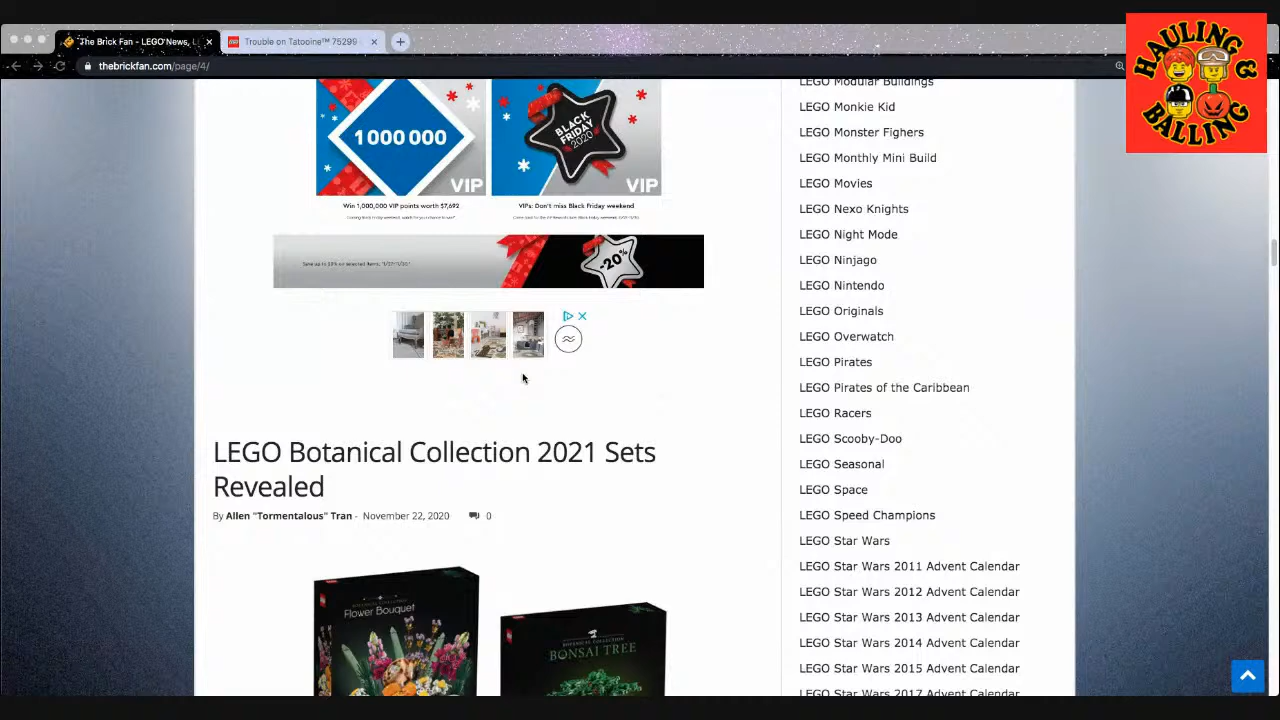 The Brick Fan - LEGO News, L
Trouble on Tatooine™ 75299
thebrickfan.com/page/4/
HAULING
BALLING
1 000 000
VIP
BLACK
FRIDAY
2020
VIP
Win 1,000,000 VIP points worth $7,692
VIPs: Don't miss Black Friday weekend
-20%
LEGO Botanical Collection 2021 Sets
Revealed
By Allen "Tormentalous" Tran - November 22, 2020 0
Flower Bouquet
BOTANICAL COLLECTION
BONSAI TREE
LEGO Modular Buildings
LEGO Monkie Kid
LEGO Monster Fighers
LEGO Monthly Mini Build
LEGO Movies
LEGO Nexo Knights
LEGO Night Mode
LEGO Ninjago
LEGO Nintendo
LEGO Originals
LEGO Overwatch
LEGO Pirates
LEGO Pirates of the Caribbean
LEGO Racers
LEGO Scooby-Doo
LEGO Seasonal
LEGO Space
LEGO Speed Champions
LEGO Star Wars
LEGO Star Wars 2011 Advent Calendar
LEGO Star Wars 2012 Advent Calendar
LEGO Star Wars 2013 Advent Calendar
LEGO Star Wars 2014 Advent Calendar
LEGO Star Wars 2015 Advent Calendar
LEGO Star Wars 2017 Advent Calendar